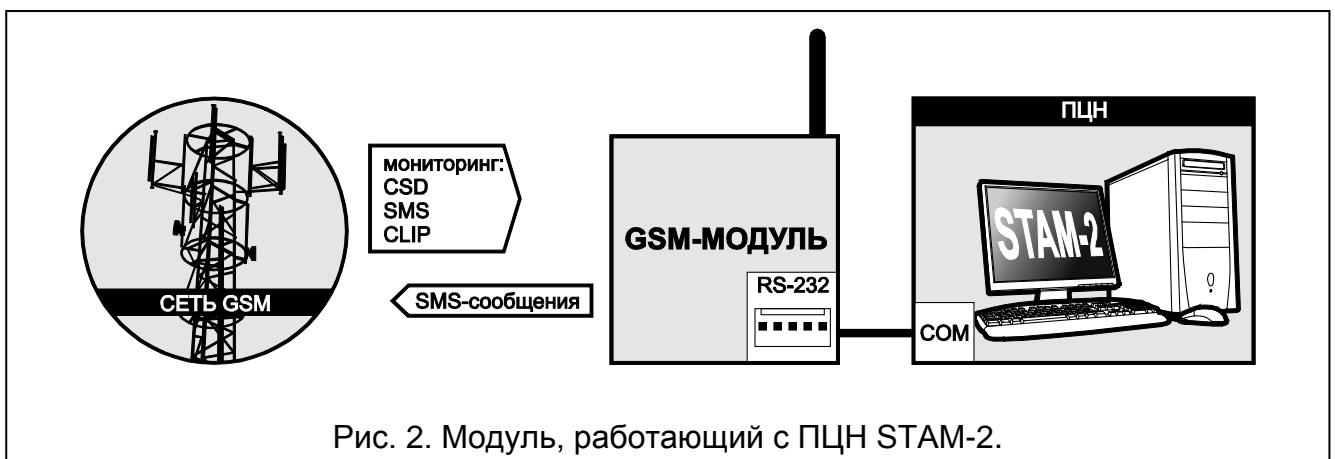 СЕТЬ GSM
мониторинг:
CSD
SMS
CLIP
SMS-сообщения
GSM-МОДУЛЬ
RS-232
ПЦН
STAM-2
COM
Рис. 2. Модуль, работающий с ПЦН STAM-2.